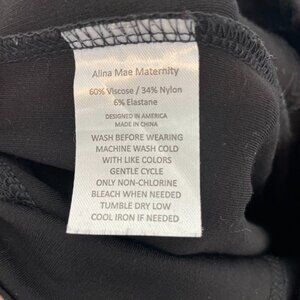 Alina Mae Maternity
60% Viscose / 34% Nylon
6% Elastane
DESIGNED IN AMERICA
MADE IN CHINA
WASH BEFORE WEARING
MACHINE WASH COLD
WITH LIKE COLORS
GENTLE CYCLE
ONLY NON-CHLORINE
BLEACH WHEN NEEDED
TUMBLE DRY LOW
COOL IRON IF NEEDED